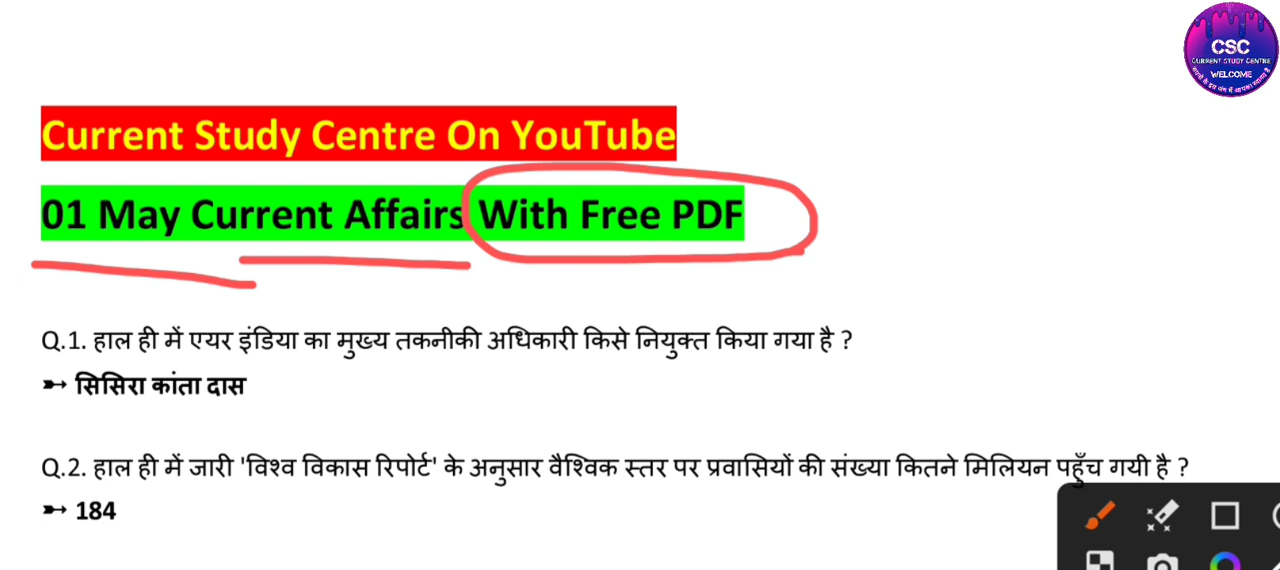 CSC
CURRENT STUDY CENTRE
WELCOME
Current Study Centre On YouTube
01 May Current Affairs With Free PDF
Q.1. हाल ही में एयर इंडिया का मुख्य तकनीकी अधिकारी किसे नियुक्त किया गया है ?
➼ सिसिरा कांता दास
Q.2. हाल ही में जारी 'विश्व विकास रिपोर्ट' के अनुसार वैश्विक स्तर पर प्रवासियों की संख्या कितने मिलियन पहुँच गयी है ?
➼ 184